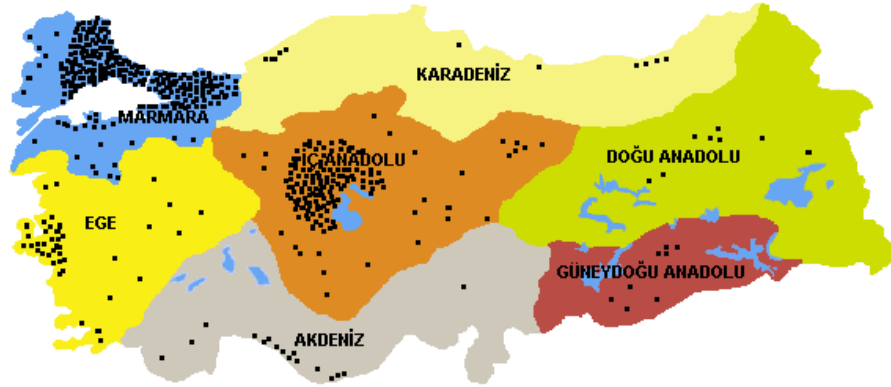 KARADENİZ
MARMARA
İÇ ANADOLU
DOĞU ANADOLU
EGE
GÜNEYDOĞU ANADOLU
AKDENİZ